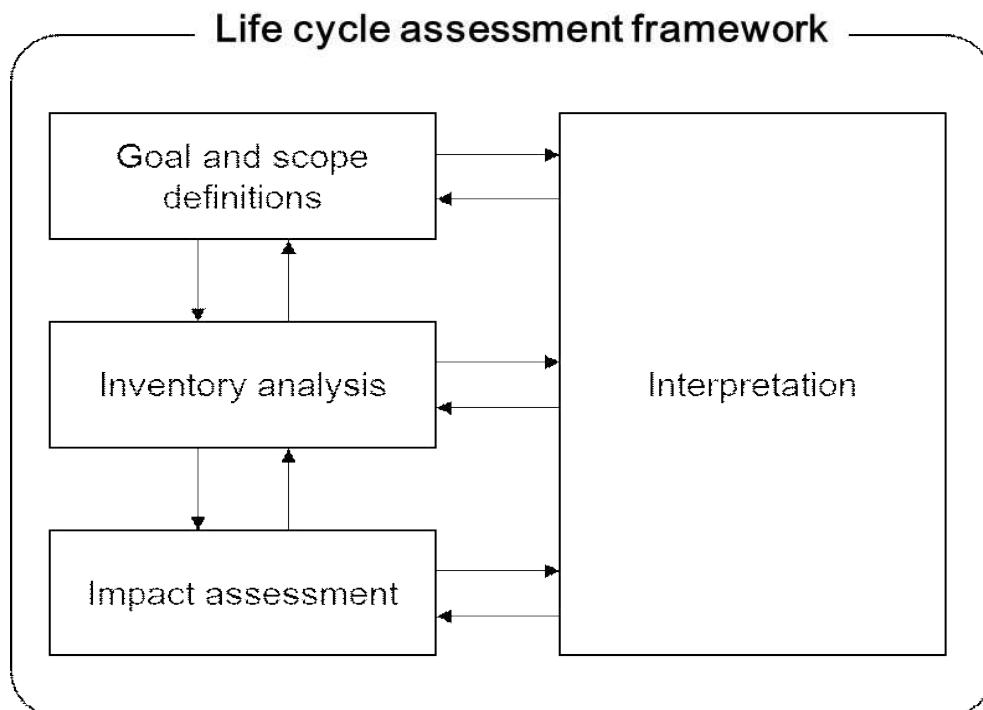 Life cycle assessment framework
Goal and scope
definitions
Inventory analysis
Interpretation
Impact assessment